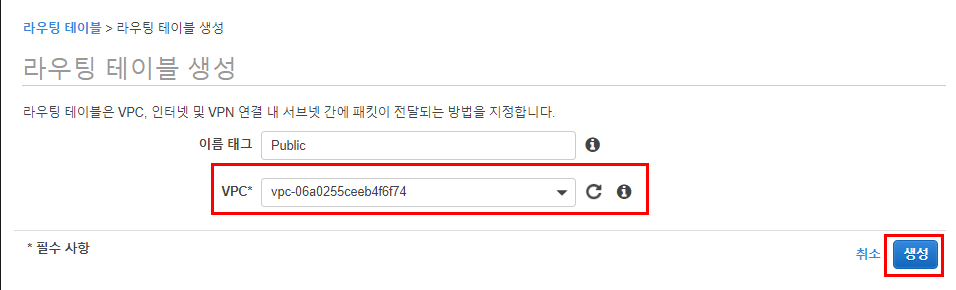 라우팅 테이블 > 라우팅 테이블 생성
라우팅 테이블 생성
라우팅 테이블은 VPC, 인터넷 및 VPN 연결 내 서브넷 간에 패킷이 전달되는 방법을 지정합니다.
이름 태그 Public
VPC* vpc-06a0255ceeb4f6f74
* 필수 사항 취소 생성